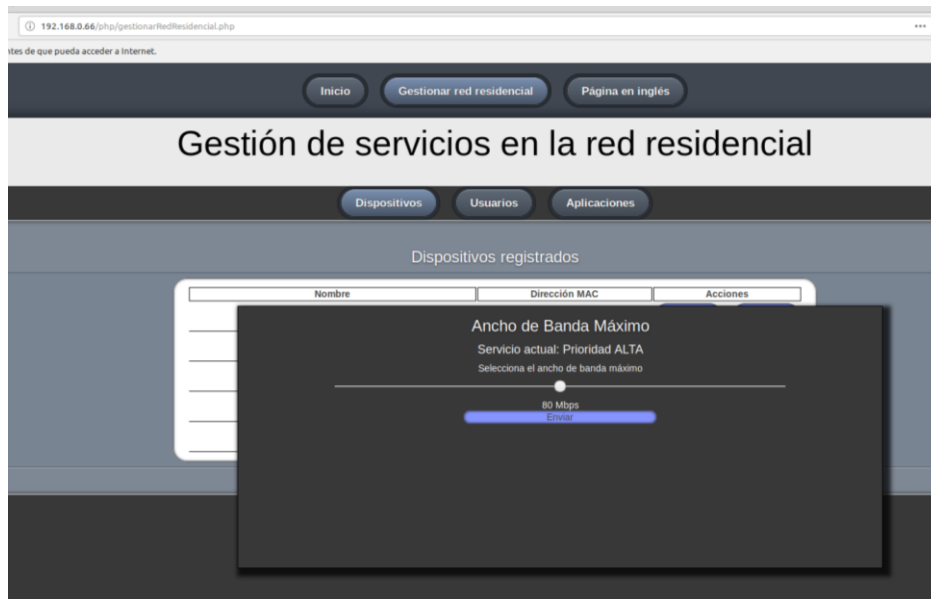 192.168.0.66/php/gestionarRedResidencial.php
ntes de que pueda acceder a Internet.
Inicio Gestionar red residencial Página en inglés
Gestión de servicios en la red residencial
Dispositivos Usuarios Aplicaciones
Dispositivos registrados
Nombre Dirección MAC Acciones
Ancho de Banda Máximo
Servicio actual: Prioridad ALTA
Selecciona el ancho de banda máximo
80 Mbps
Enviar